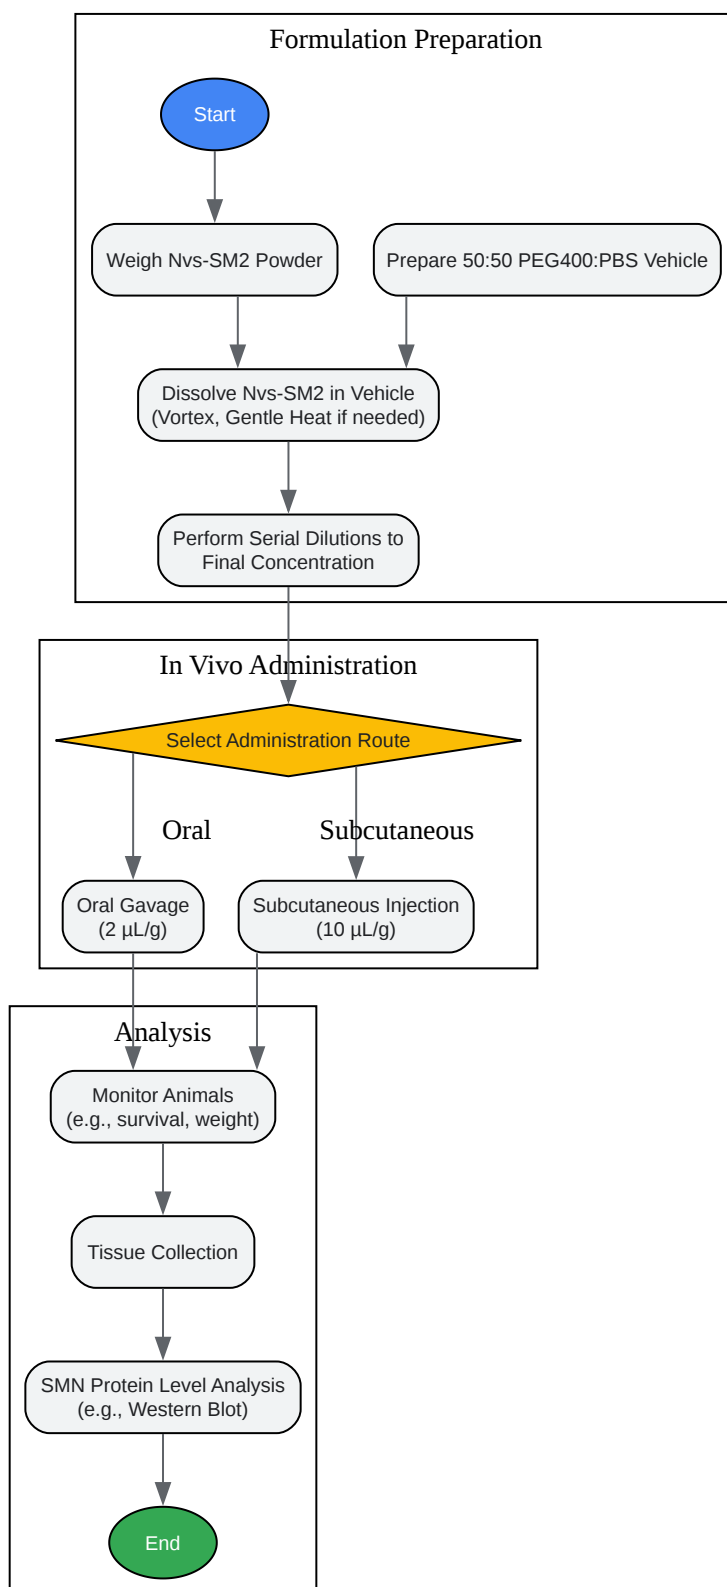 Formulation Preparation
Start
Weigh Nvs-SM2 Powder
Prepare 50:50 PEG400:PBS Vehicle
Dissolve Nvs-SM2 in Vehicle
(Vortex, Gentle Heat if needed)
Perform Serial Dilutions to
Final Concentration
In Vivo Administration
Select Administration Route
Oral
Subcutaneous
Oral Gavage
(2 µL/g)
Subcutaneous Injection
(10 µL/g)
Analysis
Monitor Animals
(e.g., survival, weight)
Tissue Collection
SMN Protein Level Analysis
(e.g., Western Blot)
End